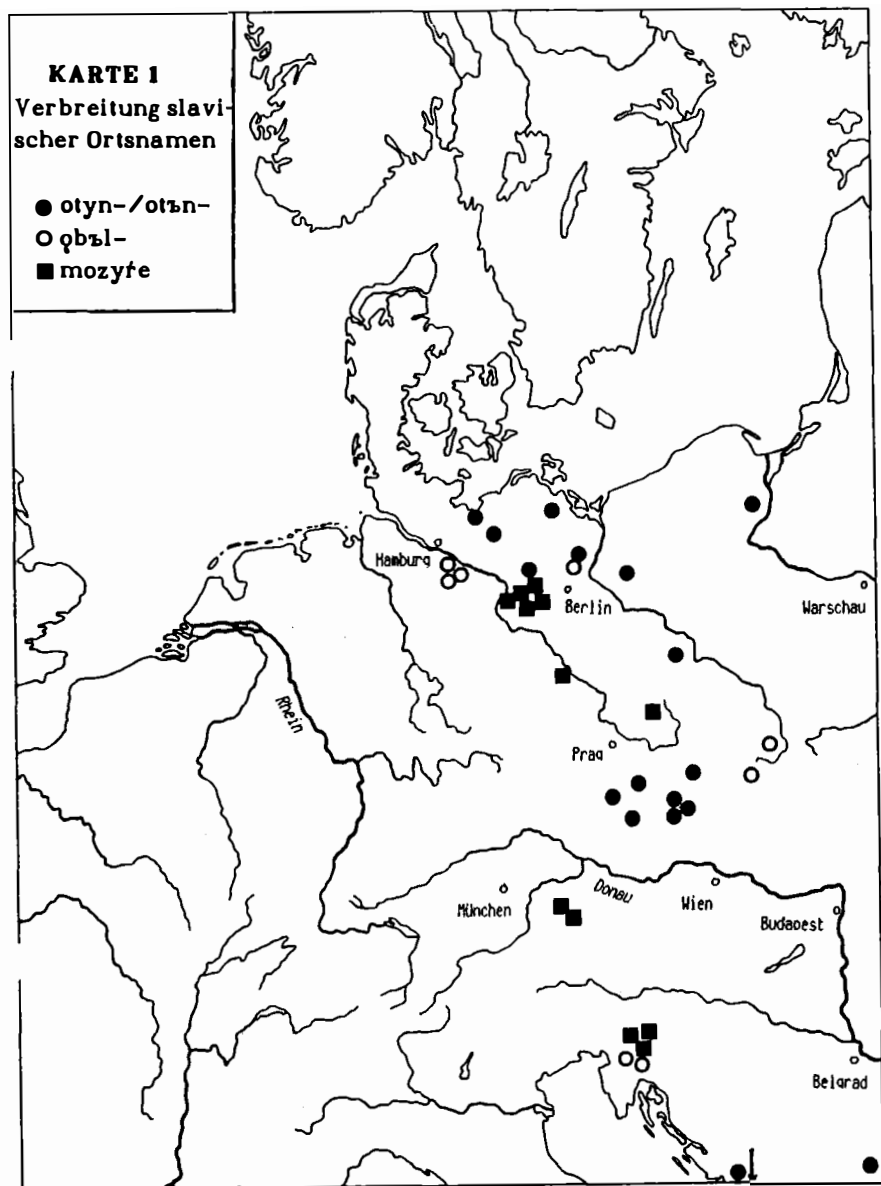 KARTE 1
Verbreitung slavi-
scher Ortsnamen
otyn-/otъn-
ǫbъl-
mozyŕe
Hamburg
Berlin
Warschau
Rhein
Prag
Donau
München
Wien
Budapest
Belgrad